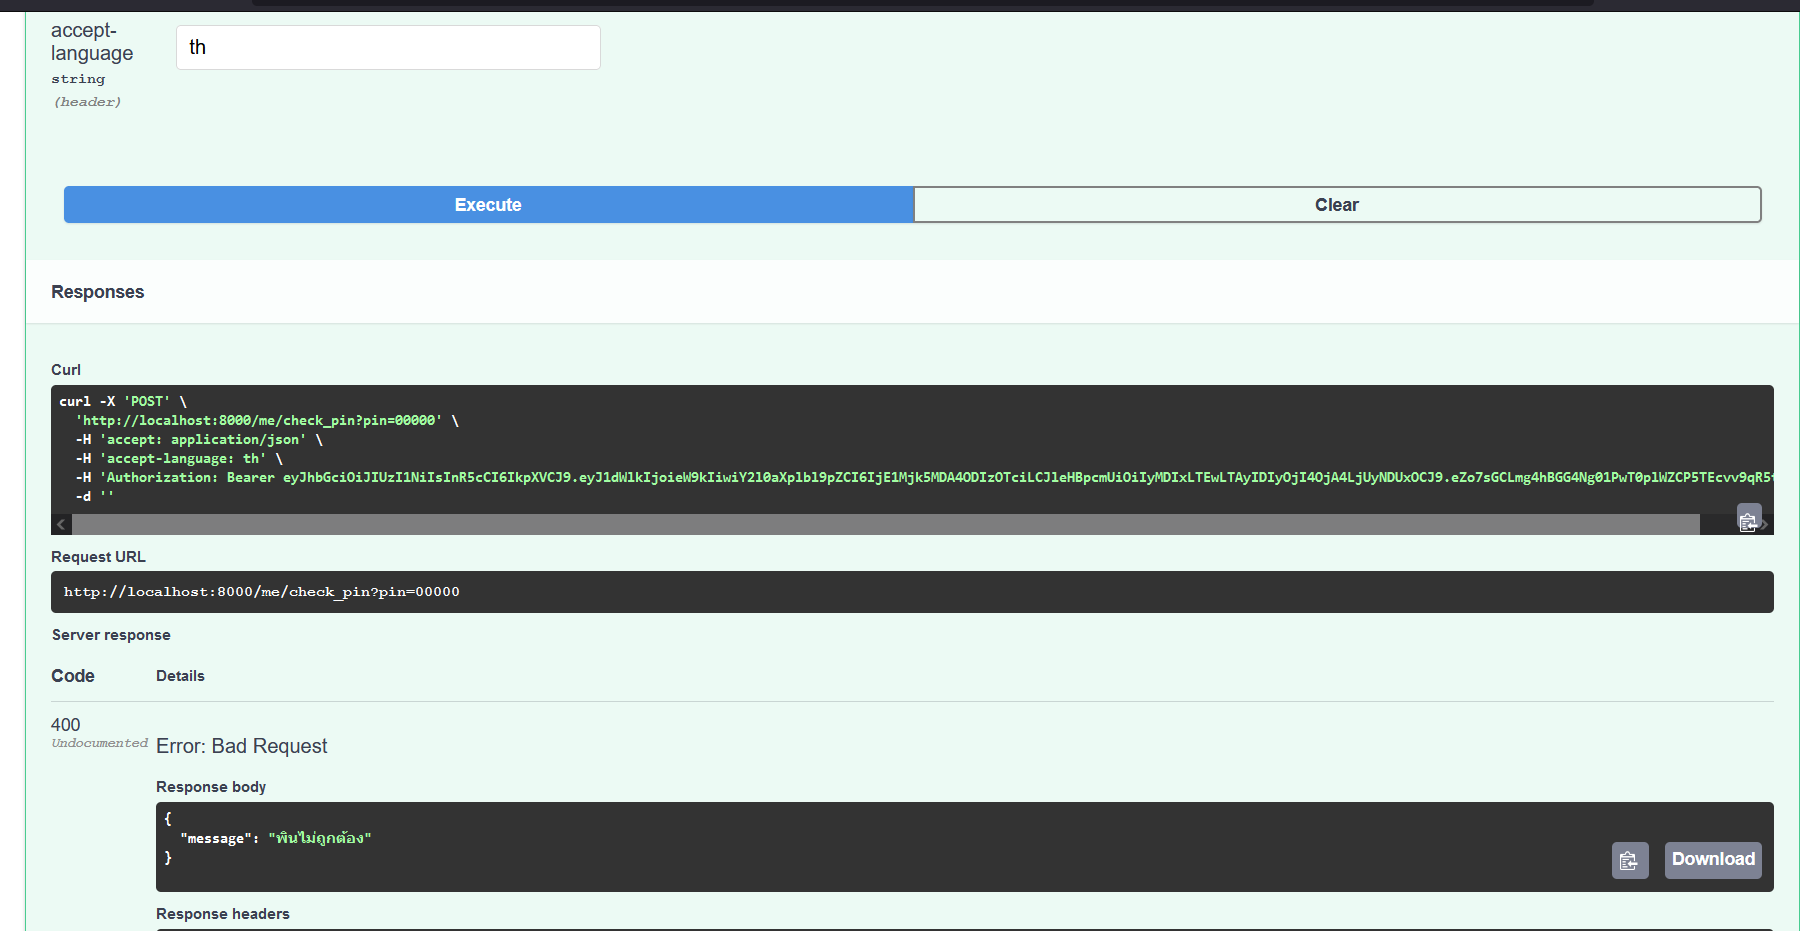 accept-
language
string
(header)
th
Execute
Clear
Responses
Curl
curl -X 'POST' \
'http://localhost:8000/me/check_pin?pin=00000' \
-H 'accept: application/json' \
-H 'accept-language: th' \
-H 'Authorization: Bearer
-d ''
Request URL
http://localhost:8000/me/check_pin?pin=00000
Server response
Code Details
400
Undocumented
Error: Bad Request
Response body
{
"message": "พินไม่ถูกต้อง"
}
Download
Response headers